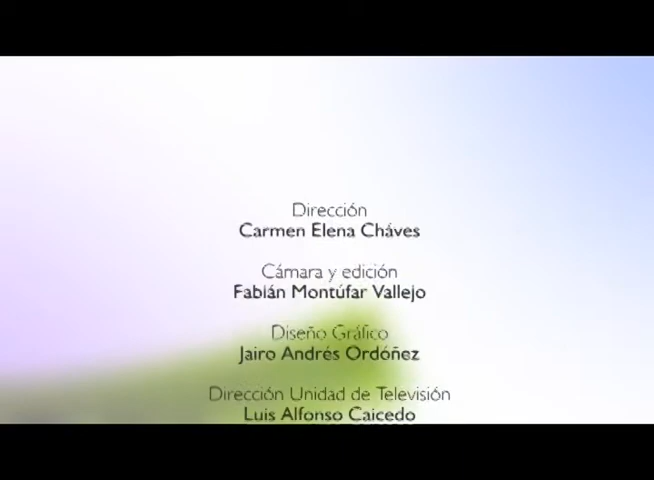 Dirección
Carmen Elena Cháves
Cámara y edición
Fabián Montúfar Vallejo
Diseño Gráfico
Jairo Andrés Ordóñez
Dirección Unidad de Televisión
Luis Alfonso Caicedo